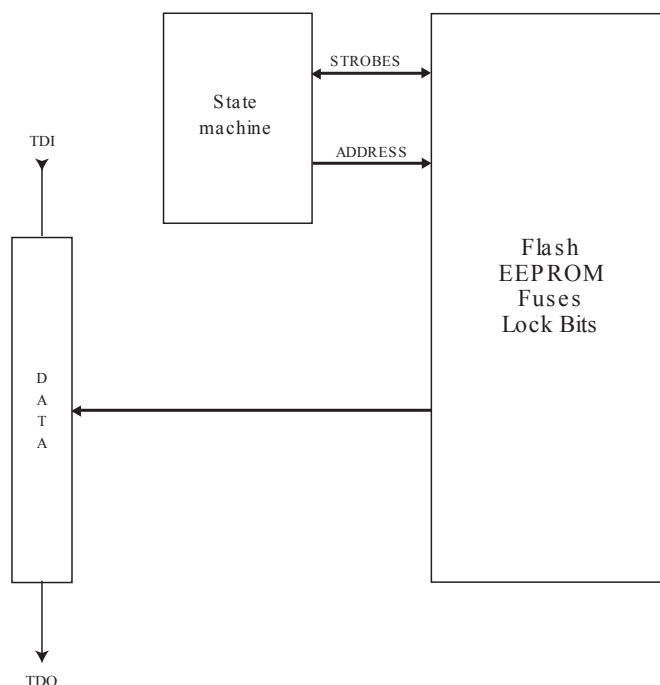 STROBES
State
machine
ADDRESS
TDI
Flash
EEPROM
Fuses
Lock Bits
D
A
T
A
TDO